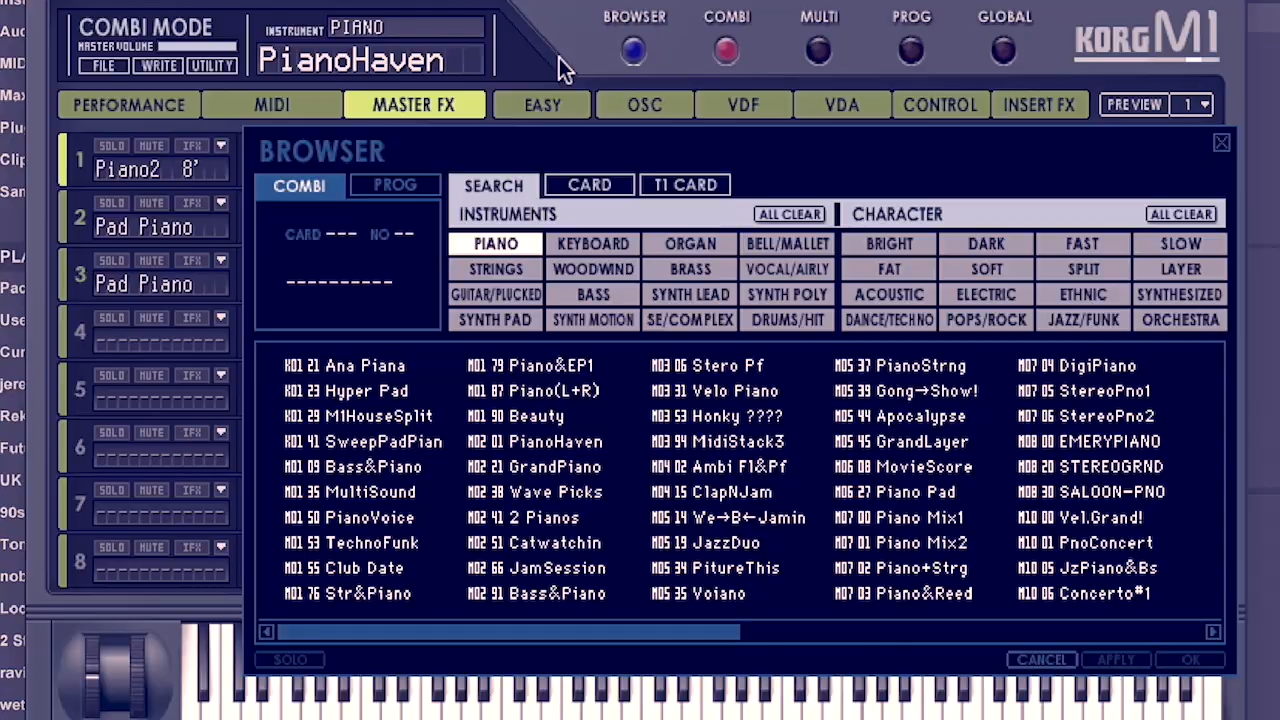 COMBI MODE
MASTER VOLUME
FILE WRITE UTILITY
INSTRUMENT PIANO
PianoHaven
BROWSER COMBI MULTI PROG GLOBAL
KORG M1
PERFORMANCE MIDI MASTER FX EASY OSC VDF VDA CONTROL INSERT FX PREVIEW 1
1 SOLO MUTE IFX
Piano2 8'
2 SOLO MUTE IFX
Pad Piano
3 SOLO MUTE IFX
Pad Piano
4 SOLO MUTE IFX
5 SOLO MUTE IFX
6 SOLO MUTE IFX
7 SOLO MUTE IFX
8 SOLO MUTE IFX
BROWSER
COMBI PROG
CARD --- NO --
----------
SEARCH CARD T1 CARD
INSTRUMENTS ALL CLEAR CHARACTER ALL CLEAR
PIANO KEYBOARD ORGAN BELL/MALLET BRIGHT DARK FAST SLOW
STRINGS WOODWIND BRASS VOCAL/AIRLY FAT SOFT SPLIT LAYER
GUITAR/PLUCKED BASS SYNTH LEAD SYNTH POLY ACOUSTIC ELECTRIC ETHNIC SYNTHESIZED
SYNTH PAD SYNTH MOTION SE/COMPLEX DRUMS/HIT DANCE/TECHNO POPS/ROCK JAZZ/FUNK ORCHESTRA
K01 21 Ana Piana M01 79 Piano&EP1 M03 06 Stero Pf M05 37 PianoStrng M07 04 DigiPiano
K01 23 Hyper Pad M01 87 Piano(L+R) M03 31 Velo Piano M05 39 Gong→Show! M07 05 StereoPno1
K01 29 M1HouseSplit M01 90 Beauty M03 53 Honky ???? M05 44 Apocalypse M07 06 StereoPno2
K01 41 SweepPadPian M02 01 PianoHaven M03 94 MidiStack3 M05 45 GrandLayer M08 00 EMERYPIANO
M01 09 Bass&Piano M02 21 GrandPiano M04 02 Ambi Fl&Pf M06 08 MovieScore M08 20 STEREOGRND
M01 35 MultiSound M02 38 Wave Picks M04 15 ClapNJam M06 27 Piano Pad M08 30 SALOON-PNO
M01 50 PianoVoice M02 41 2 Pianos M05 14 We→B←Jamin M07 00 Piano Mix1 M10 00 Vel.Grand!
M01 53 TechnoFunk M02 51 Catwatchin M05 19 JazzDuo M07 01 Piano Mix2 M10 01 PnoConcert
M01 55 Club Date M02 66 JamSession M05 34 PitureThis M07 02 Piano+Strg M10 05 JzPiano&Bs
M01 76 Str&Piano M02 91 Bass&Piano M05 35 Voiano M07 03 Piano&Reed M10 06 Concerto#1
SOLO CANCEL APPLY OK